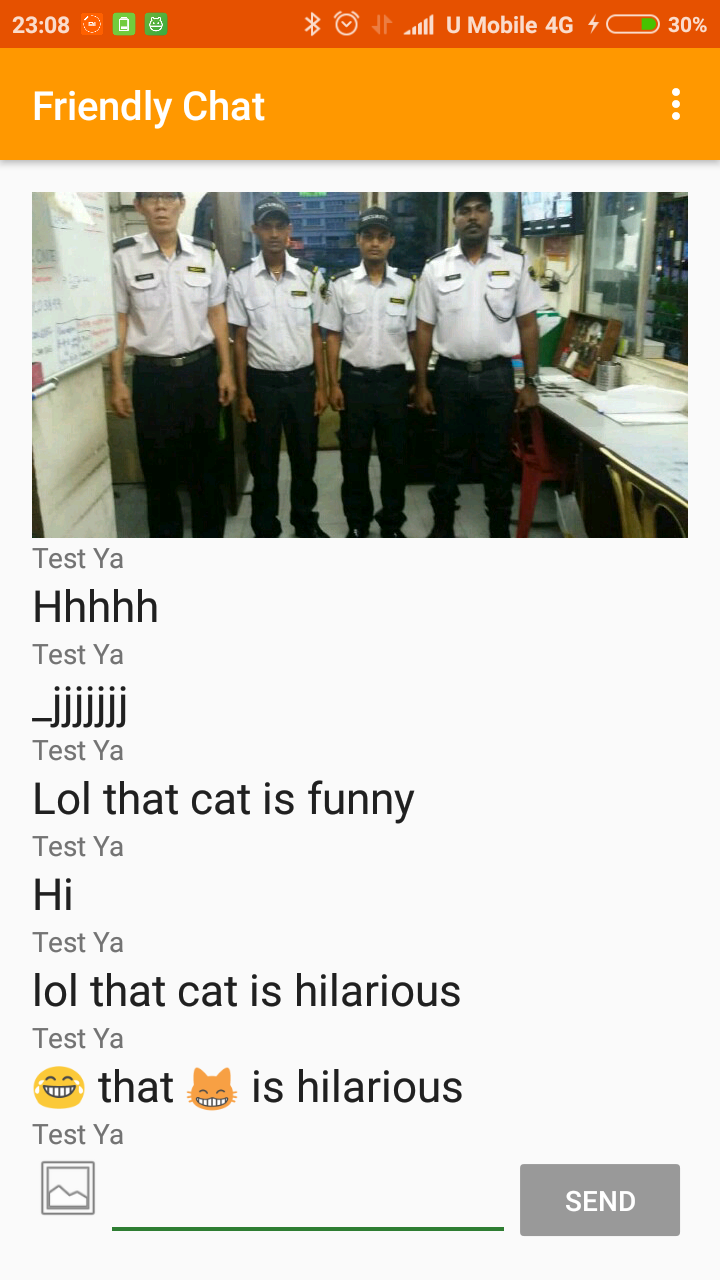 23:08 U Mobile 4G 30%
Friendly Chat
SECURITY
Test Ya
Hhhhh
Test Ya
_jjjjjjj
Test Ya
Lol that cat is funny
Test Ya
Hi
Test Ya
lol that cat is hilarious
Test Ya
😂 that 😸 is hilarious
Test Ya
SEND